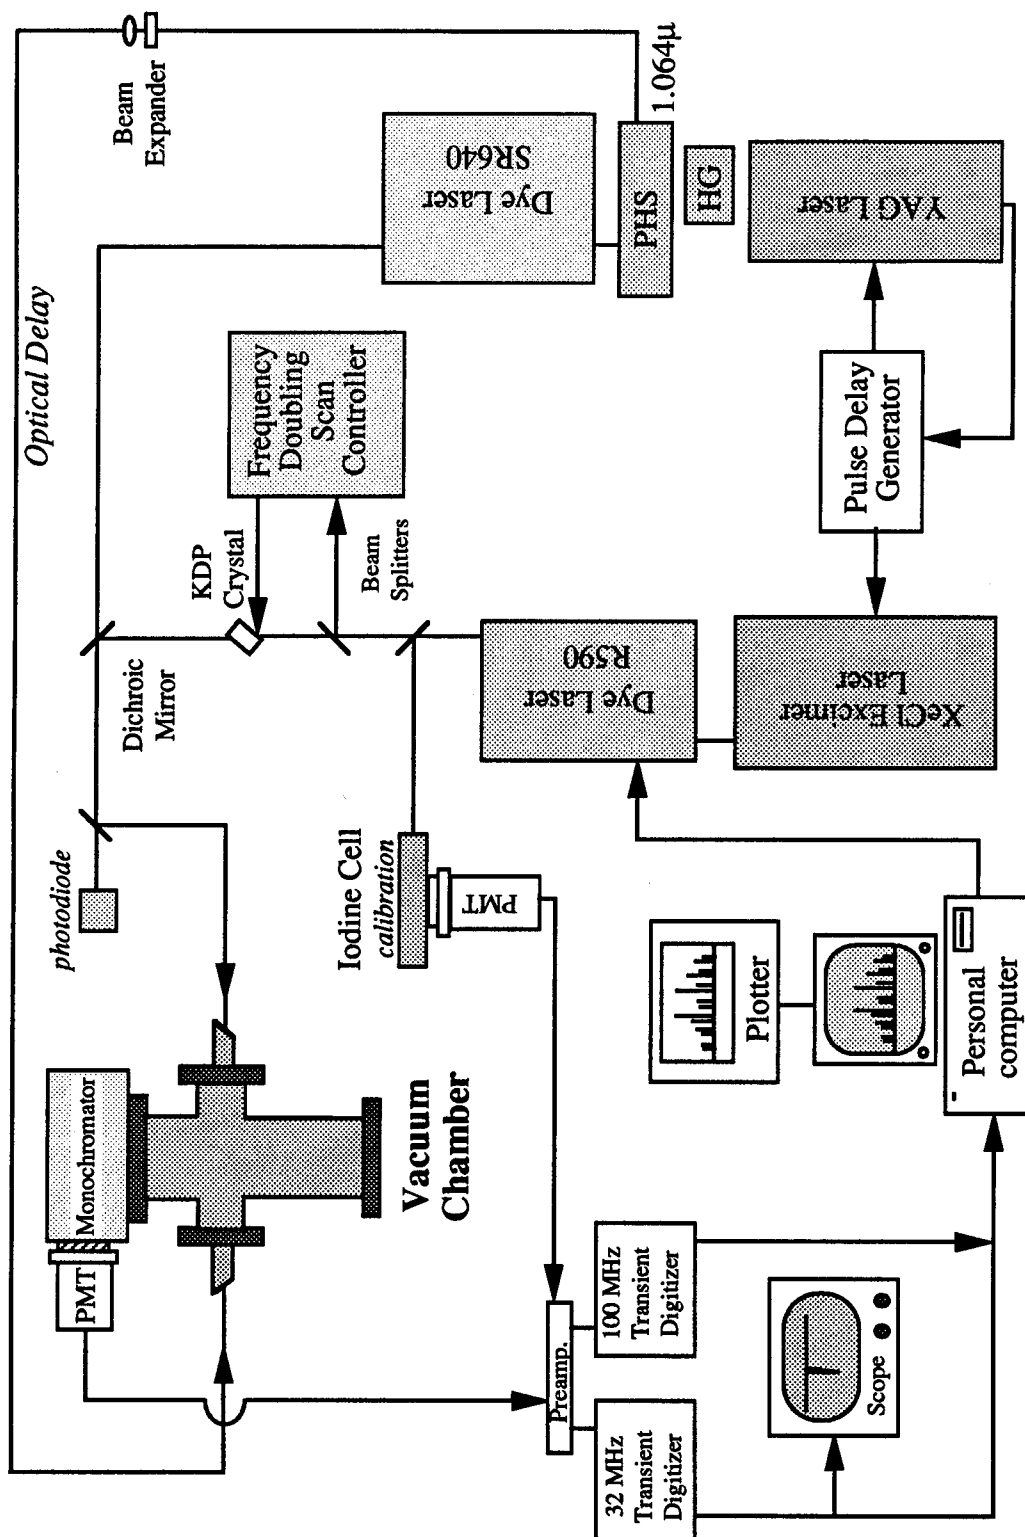 Optical Delay
Beam
Expander
1.064μ
Dye Laser
SR640
PHS
HG
YAG Laser
Frequency
Doubling
Scan
Controller
KDP
Crystal
Beam
Splitters
Dichroic
Mirror
Pulse Delay
Generator
Dye Laser
R590
XeCl Excimer
Laser
photodiode
Iodine Cell
calibration
PMT
Monochromator
PMT
Vacuum
Chamber
Plotter
Personal
computer
Preamp.
100 MHz
Transient
Digitizer
32 MHz
Transient
Digitizer
Scope